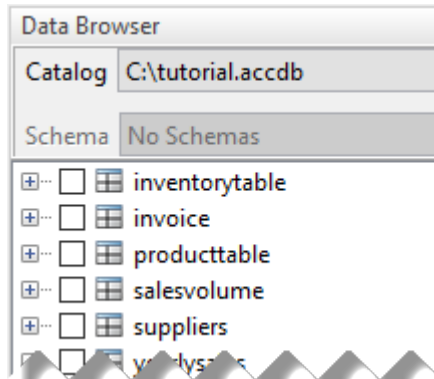 Data Browser
Catalog C:\tutorial.accdb
Schema No Schemas
inventorytable
invoice
producttable
salesvolume
suppliers